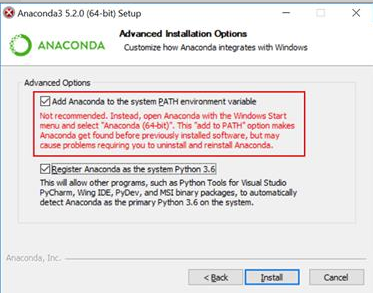 Anaconda3 5.2.0 (64-bit) Setup
ANACONDA
Advanced Installation Options
Customize how Anaconda integrates with Windows
Advanced Options
Add Anaconda to the system PATH environment variable
Not recommended. Instead, open Anaconda with the Windows Start
menu and select "Anaconda (64-bit)". This "add to PATH" option makes
Anaconda get found before previously installed software, but may
cause problems requiring you to uninstall and reinstall Anaconda.
Register Anaconda as the system Python 3.6
This will allow other programs, such as Python Tools for Visual Studio
PyCharm, Wing IDE, PyDev, and MSI binary packages, to automatically
detect Anaconda as the primary Python 3.6 on the system.
Anaconda, Inc.
< Back
Install
Cancel